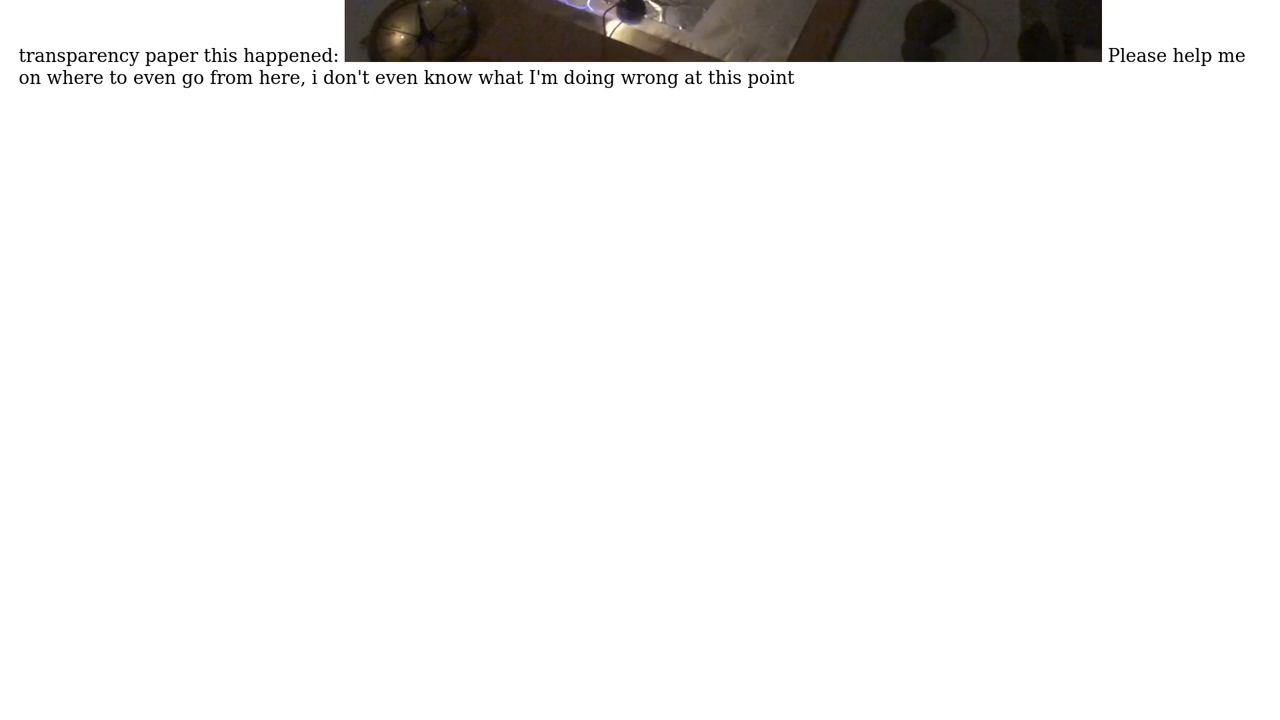 transparency paper this happened: Please help me
on where to even go from here, i don't even know what I'm doing wrong at this point